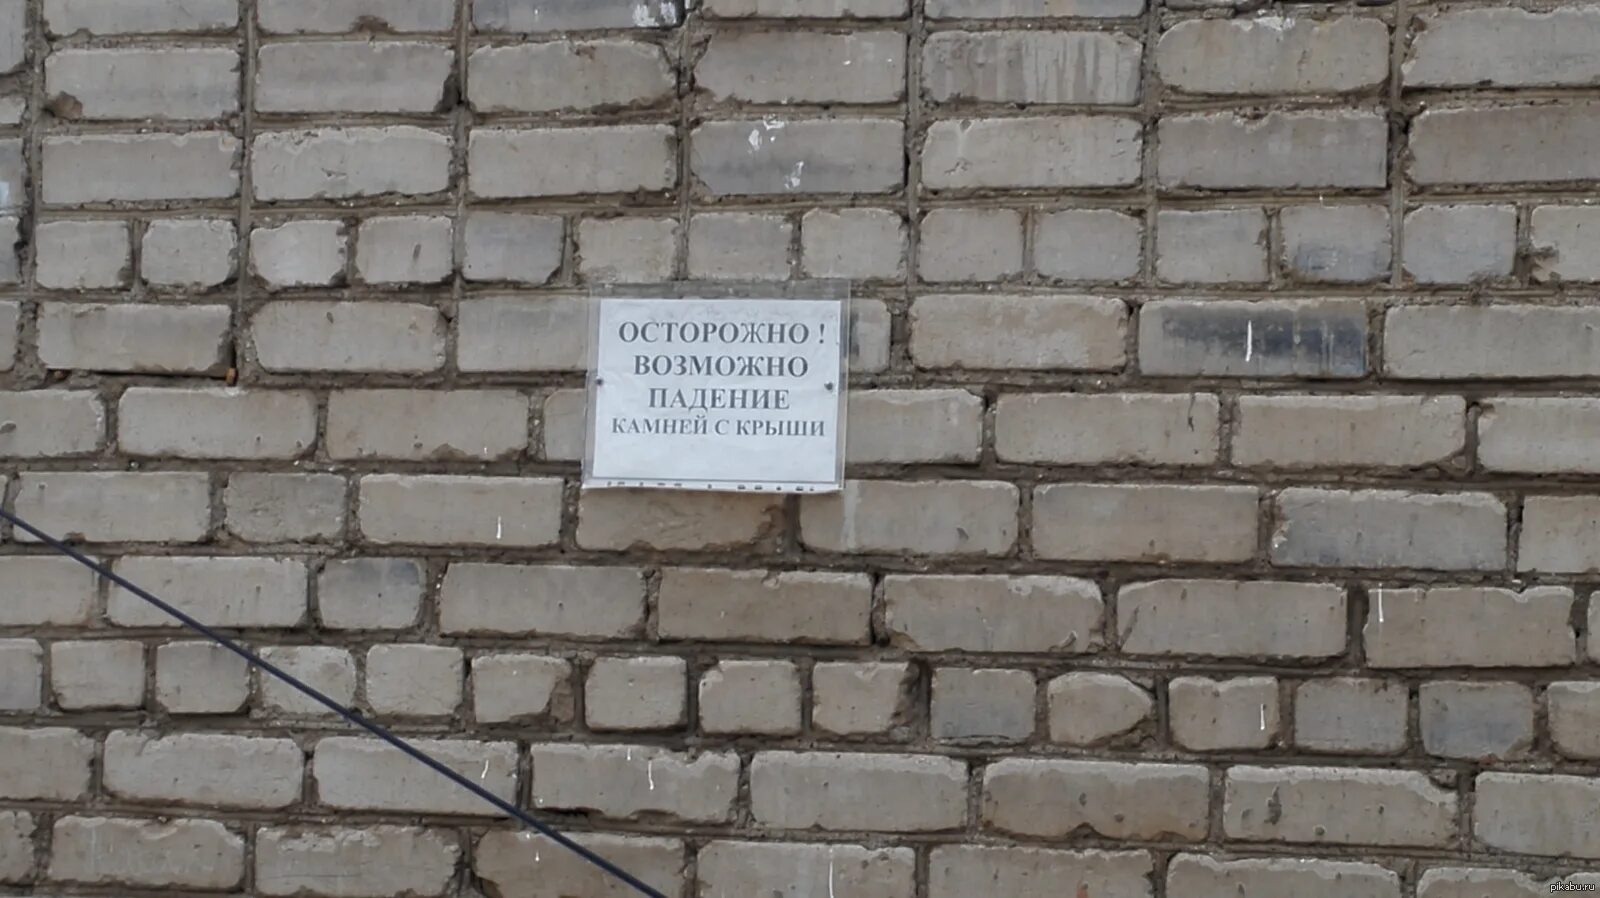 ОСТОРОЖНО !
ВОЗМОЖНО
ПАДЕНИЕ
КАМНЕЙ С КРЫШИ
pikabu.ru